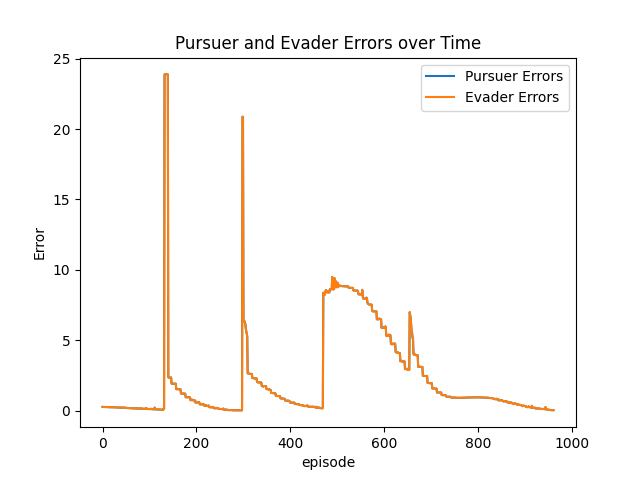 Pursuer and Evader Errors over Time
Pursuer Errors
Evader Errors
Error
25
20
15
10
5
0
0 200 400 600 800 1000
episode